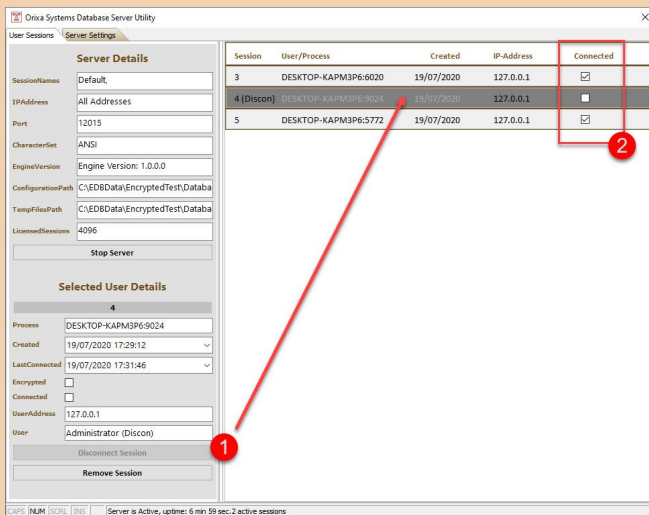 Orixa Systems Database Server Utility
User Sessions Server Settings
Server Details
SessionNames Default,
IPAddress All Addresses
Port 12015
CharacterSet ANSI
EngineVersion Engine Version: 1.0.0.0
ConfigurationPath C:\EDBData\EncryptedTest\Databa
TempFilesPath C:\EDBData\EncryptedTest\Databa
LicensedSessions 4096
Stop Server
Selected User Details
4
Process DESKTOP-KAPM3P6:9024
Created 19/07/2020 17:29:12
LastConnected 19/07/2020 17:31:46
Encrypted
Connected
UserAddress 127.0.0.1
User Administrator (Discon)
Disconnect Session
Remove Session
Session User/Process Created IP-Address Connected
3 DESKTOP-KAPM3P6:6020 19/07/2020 127.0.0.1
4 (Discon) DESKTOP-KAPM3P6:9024 19/07/2020 127.0.0.1
5 DESKTOP-KAPM3P6:5772 19/07/2020 127.0.0.1
2
1
CAPS NUM SCRL INS Server is Active, uptime: 6 min 59 sec.2 active sessions